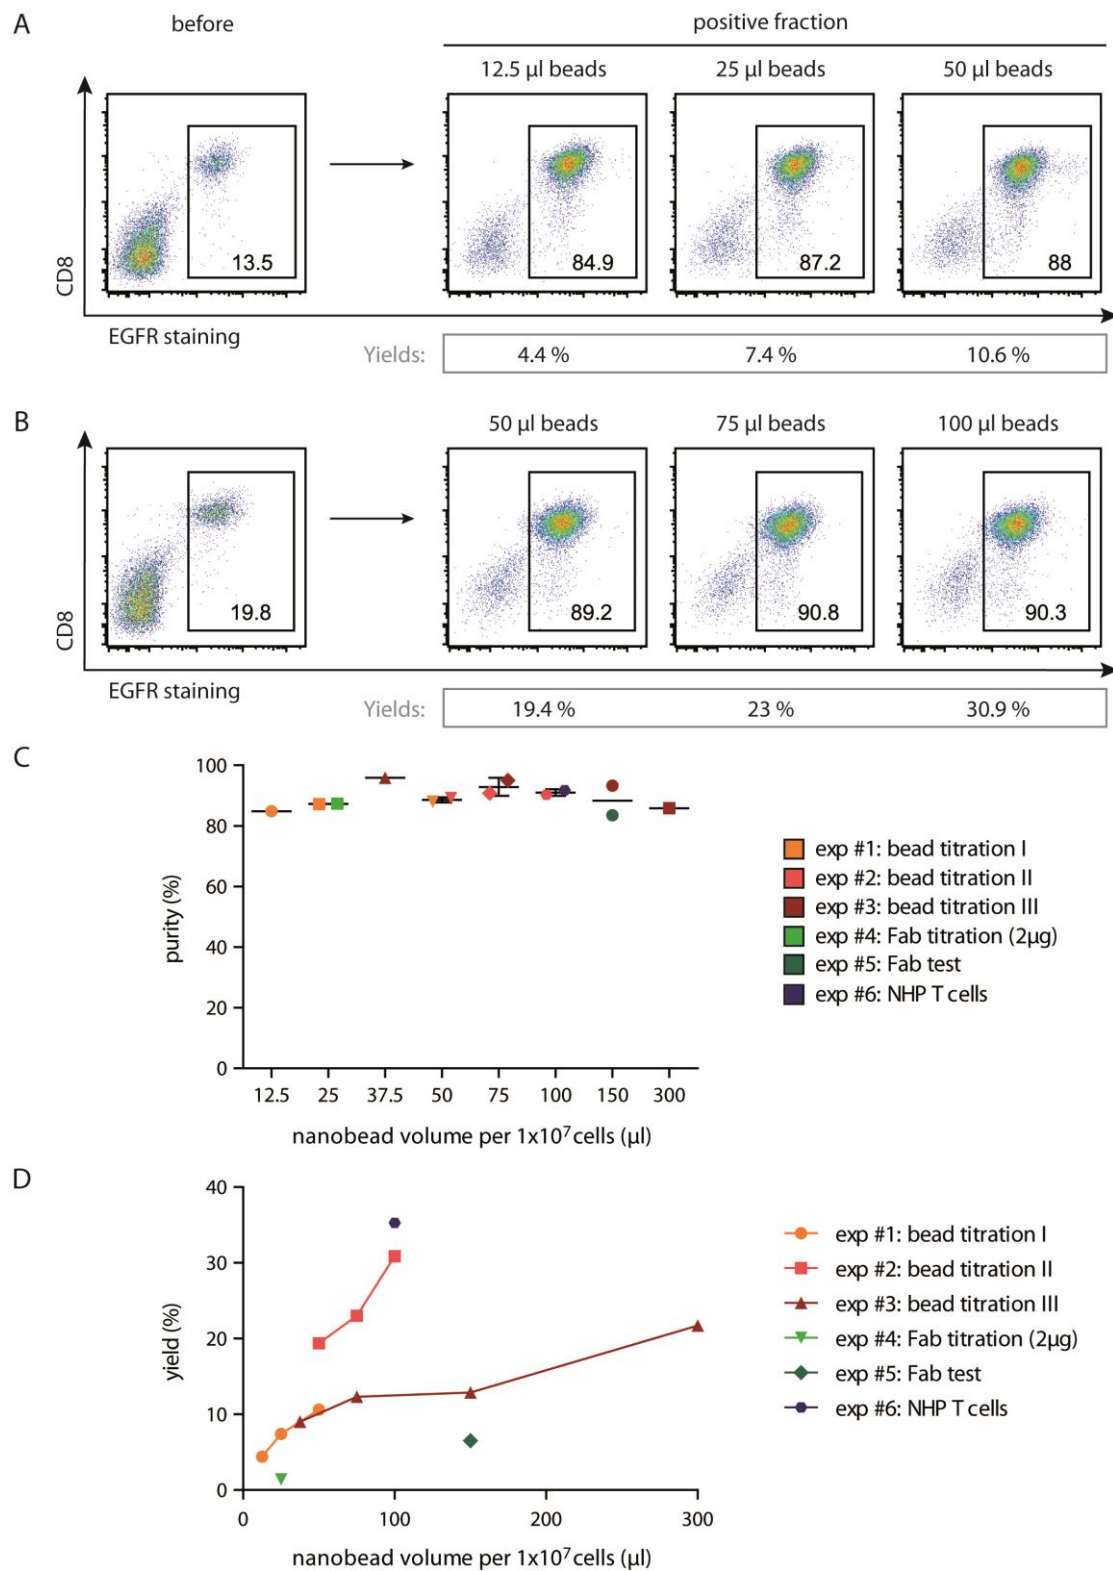 A
before
positive fraction
12.5 µl beads
25 µl beads
50 µl beads
CD8
13.5
84.9
87.2
88
EGFR staining
Yields:
4.4 %
7.4 %
10.6 %
B
50 µl beads
75 µl beads
100 µl beads
CD8
19.8
89.2
90.8
90.3
EGFR staining
Yields:
19.4 %
23 %
30.9 %
C
purity (%)
100
80
60
40
20
0
12.5 25 37.5 50 75 100 150 300
nanobead volume per 1x10⁷ cells (µl)
exp #1: bead titration I
exp #2: bead titration II
exp #3: bead titration III
exp #4: Fab titration (2µg)
exp #5: Fab test
exp #6: NHP T cells
D
yield (%)
40
30
20
10
0
0 100 200 300
nanobead volume per 1x10⁷ cells (µl)
exp #1: bead titration I
exp #2: bead titration II
exp #3: bead titration III
exp #4: Fab titration (2µg)
exp #5: Fab test
exp #6: NHP T cells